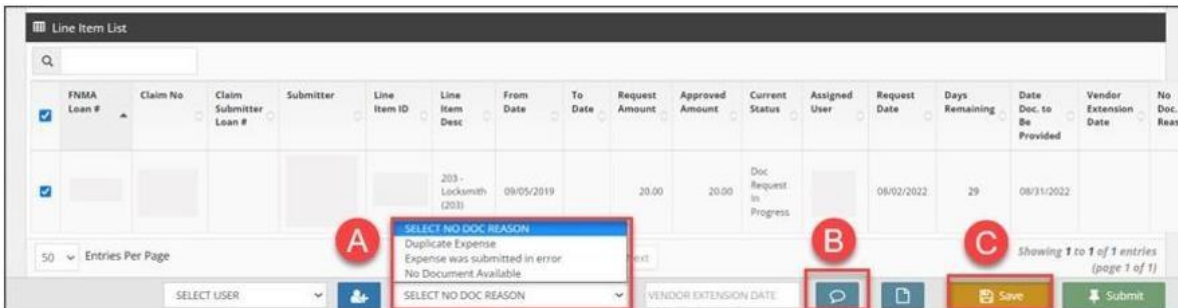 Line Item List
FNMA Loan # Claim No Claim Submitter Loan # Submitter Line Item ID Line Item Desc From Date To Date Request Amount Approved Amount Current Status Assigned User Request Date Days Remaining Date Doc. to Be Provided Vendor Extension Date No Doc. Reas
203 - Locksmith (203) 09/05/2019 20.00 20.00 Doc Request In Progress 08/02/2022 29 08/31/2022
A
B
C
SELECT NO DOC REASON
Duplicate Expense
Expense was submitted in error
No Document Available
50 Entries Per Page
Showing 1 to 1 of 1 entries
(page 1 of 1)
SELECT USER SELECT NO DOC REASON VENDOR EXTENSION DATE Save Submit